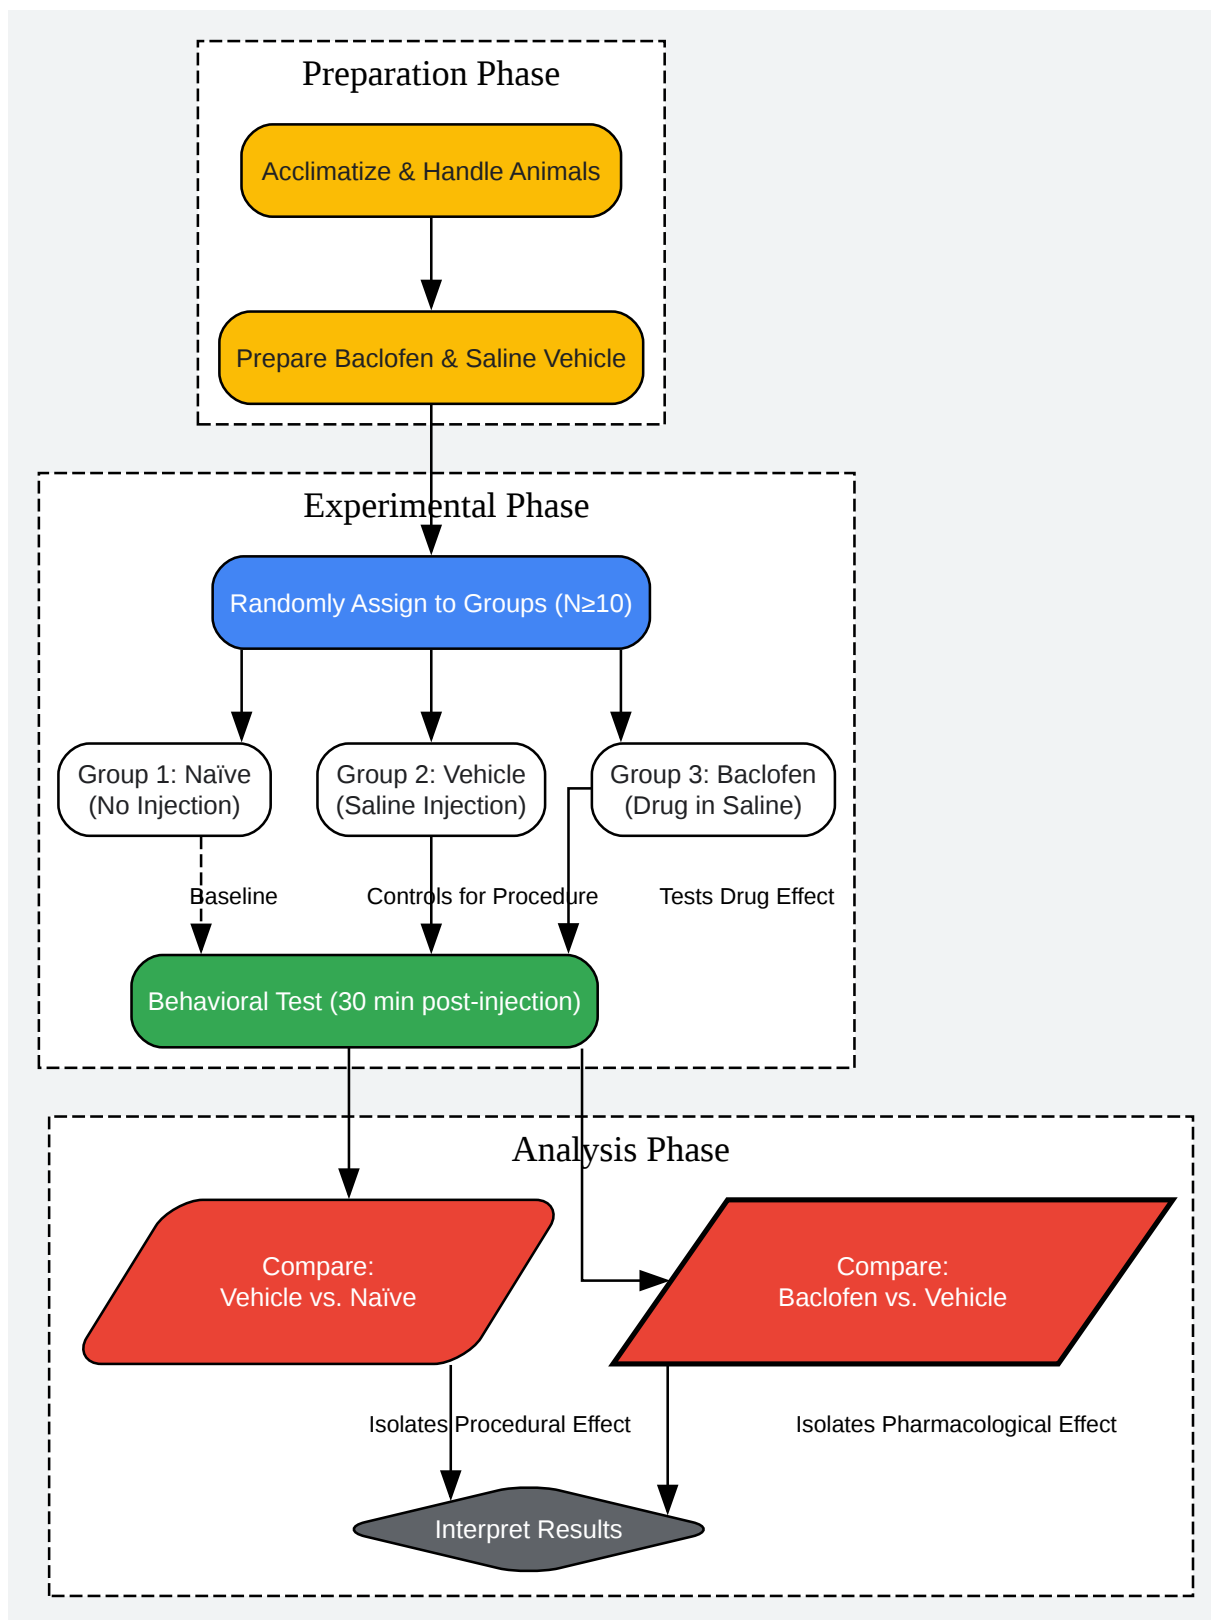 Preparation Phase
Acclimatize & Handle Animals
Prepare Baclofen & Saline Vehicle
Experimental Phase
Randomly Assign to Groups (N≥10)
Group 1: Naïve
(No Injection)
Group 2: Vehicle
(Saline Injection)
Group 3: Baclofen
(Drug in Saline)
Baseline
Controls for Procedure
Tests Drug Effect
Behavioral Test (30 min post-injection)
Analysis Phase
Compare:
Vehicle vs. Naïve
Compare:
Baclofen vs. Vehicle
Isolates Procedural Effect
Isolates Pharmacological Effect
Interpret Results